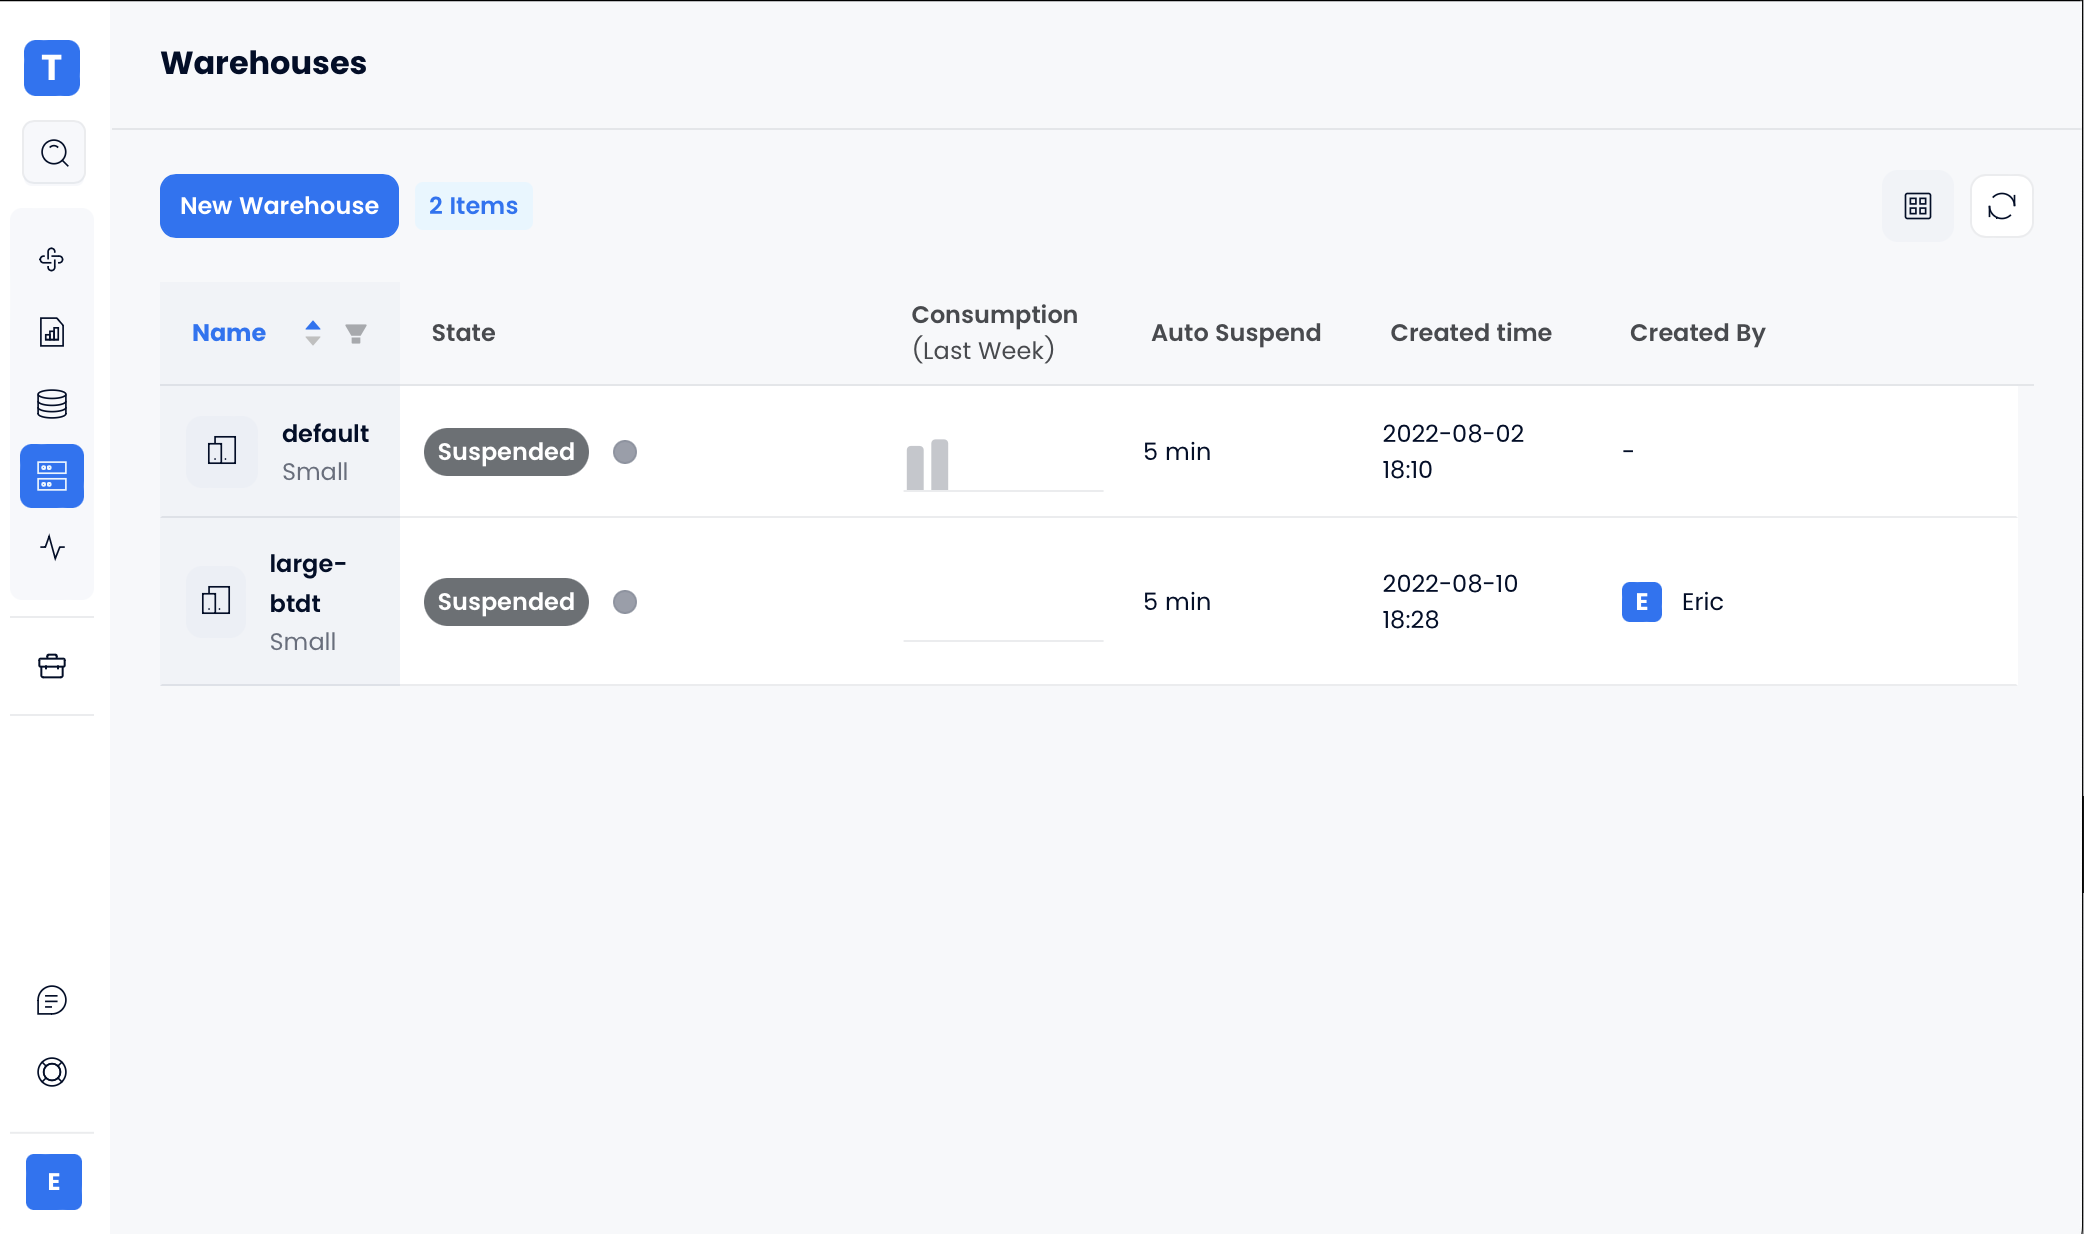 T
Warehouses
New Warehouse 2 Items
Name State Consumption Auto Suspend Created time Created By
(Last Week)
default Suspended 5 min 2022-08-02 -
Small 18:10
large- Suspended 5 min 2022-08-10 E Eric
btdt 18:28
Small
E